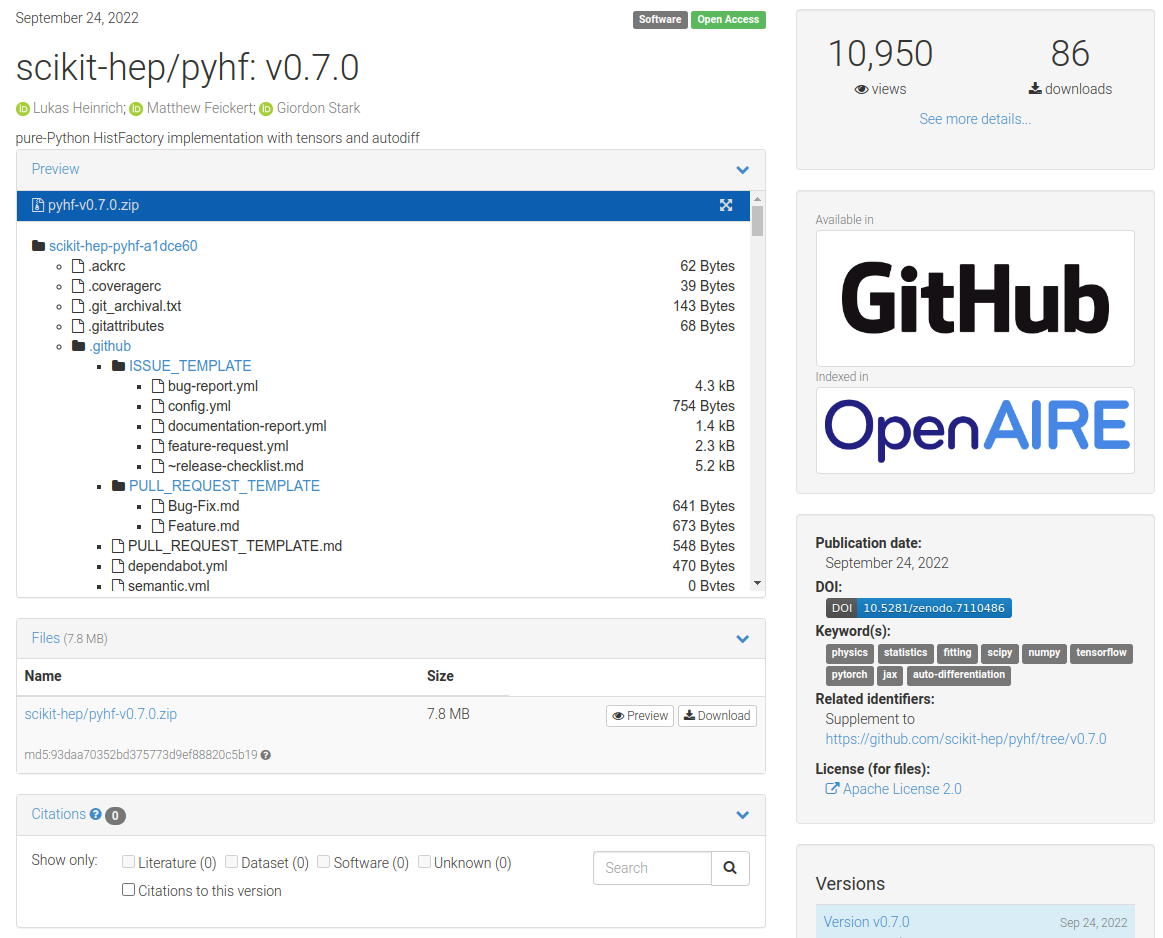 September 24, 2022
Software Open Access
scikit-hep/pyhf: v0.7.0
Lukas Heinrich; Matthew Feickert; Giordon Stark
pure-Python HistFactory implementation with tensors and autodiff
Preview
pyhf-v0.7.0.zip
scikit-hep-pyhf-a1dce60
.ackrc 62 Bytes
.coveragerc 39 Bytes
.git_archival.txt 143 Bytes
.gitattributes 68 Bytes
.github
ISSUE_TEMPLATE
bug-report.yml 4.3 kB
config.yml 754 Bytes
documentation-report.yml 1.4 kB
feature-request.yml 2.3 kB
~release-checklist.md 5.2 kB
PULL_REQUEST_TEMPLATE
Bug-Fix.md 641 Bytes
Feature.md 673 Bytes
PULL_REQUEST_TEMPLATE.md 548 Bytes
dependabot.yml 470 Bytes
semantic.yml 0 Bytes
Files (7.8 MB)
Name Size
scikit-hep/pyhf-v0.7.0.zip 7.8 MB Preview Download
md5:93daa70352bd375773d9ef88820c5b19
Citations 0
Show only: Literature (0) Dataset (0) Software (0) Unknown (0) Search
Citations to this version
10,950 86
views downloads
See more details...
Available in
GitHub
Indexed in
OpenAIRE
Publication date:
September 24, 2022
DOI:
DOI 10.5281/zenodo.7110486
Keyword(s):
physics statistics fitting scipy numpy tensorflow
pytorch jax auto-differentiation
Related identifiers:
Supplement to
https://github.com/scikit-hep/pyhf/tree/v0.7.0
License (for files):
Apache License 2.0
Versions
Version v0.7.0 Sep 24, 2022